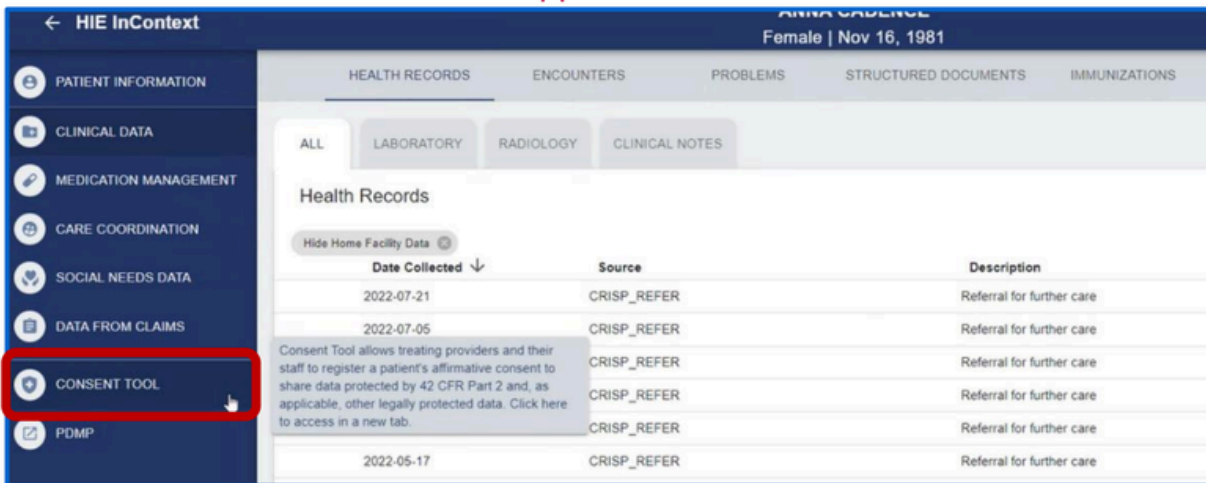 ← HIE InContext
ANNA CADENCE
Female | Nov 16, 1981
PATIENT INFORMATION
CLINICAL DATA
MEDICATION MANAGEMENT
CARE COORDINATION
SOCIAL NEEDS DATA
DATA FROM CLAIMS
CONSENT TOOL
PDMP
HEALTH RECORDS ENCOUNTERS PROBLEMS STRUCTURED DOCUMENTS IMMUNIZATIONS
ALL LABORATORY RADIOLOGY CLINICAL NOTES
Health Records
Hide Home Facility Data
Date Collected ↓ Source Description
2022-07-21 CRISP_REFER Referral for further care
2022-07-05 CRISP_REFER Referral for further care
CRISP_REFER Referral for further care
CRISP_REFER Referral for further care
CRISP_REFER Referral for further care
2022-05-17 CRISP_REFER Referral for further care
Consent Tool allows treating providers and their
staff to register a patient's affirmative consent to
share data protected by 42 CFR Part 2 and, as
applicable, other legally protected data. Click here
to access in a new tab.